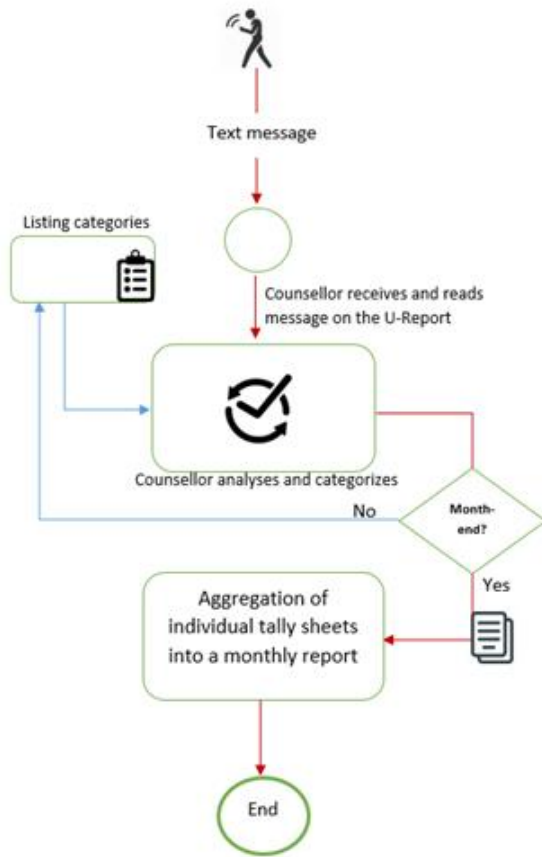 Text message
Listing categories
Counsellor receives and reads
message on the U-Report
Counsellor analyses and categorizes
No
Month-
end?
Yes
Aggregation of
individual tally sheets
into a monthly report
End